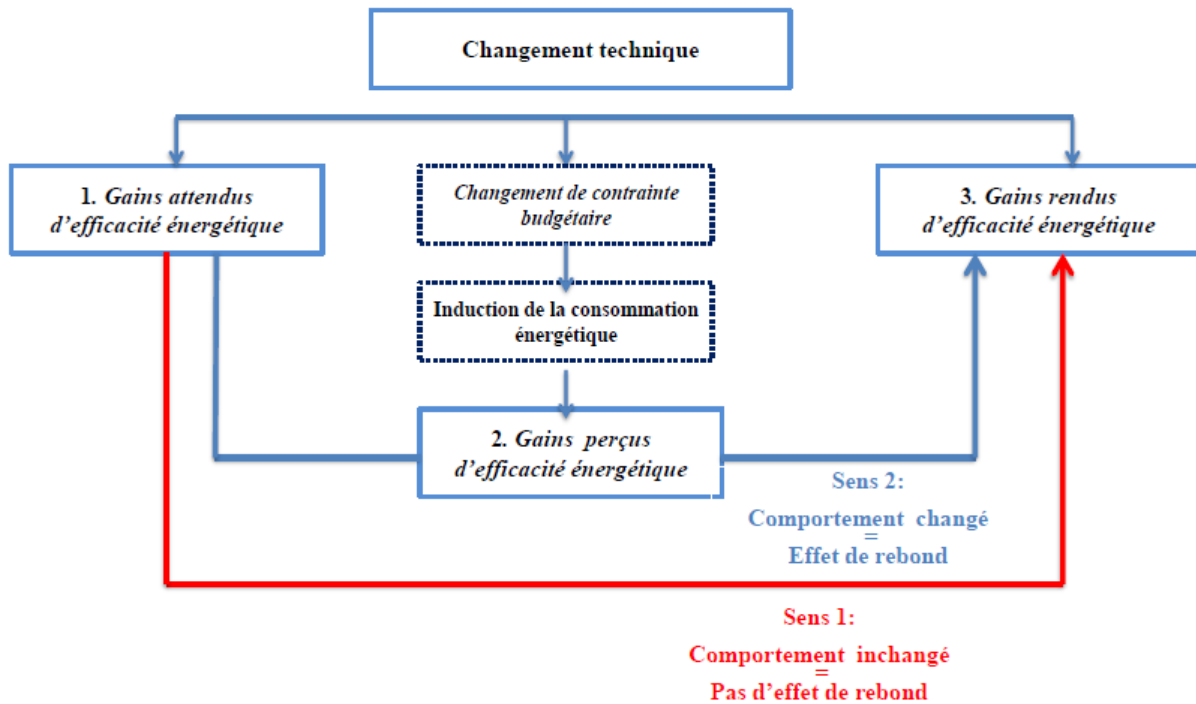 Changement technique
1. Gains attendus
d’efficacité énergétique
Changement de contrainte
budgétaire
3. Gains rendus
d’efficacité énergétique
Induction de la consommation
énergétique
2. Gains perçus
d’efficacité énergétique
Sens 2:
Comportement changé
=
Effet de rebond
Sens 1:
Comportement inchangé
=
Pas d’effet de rebond